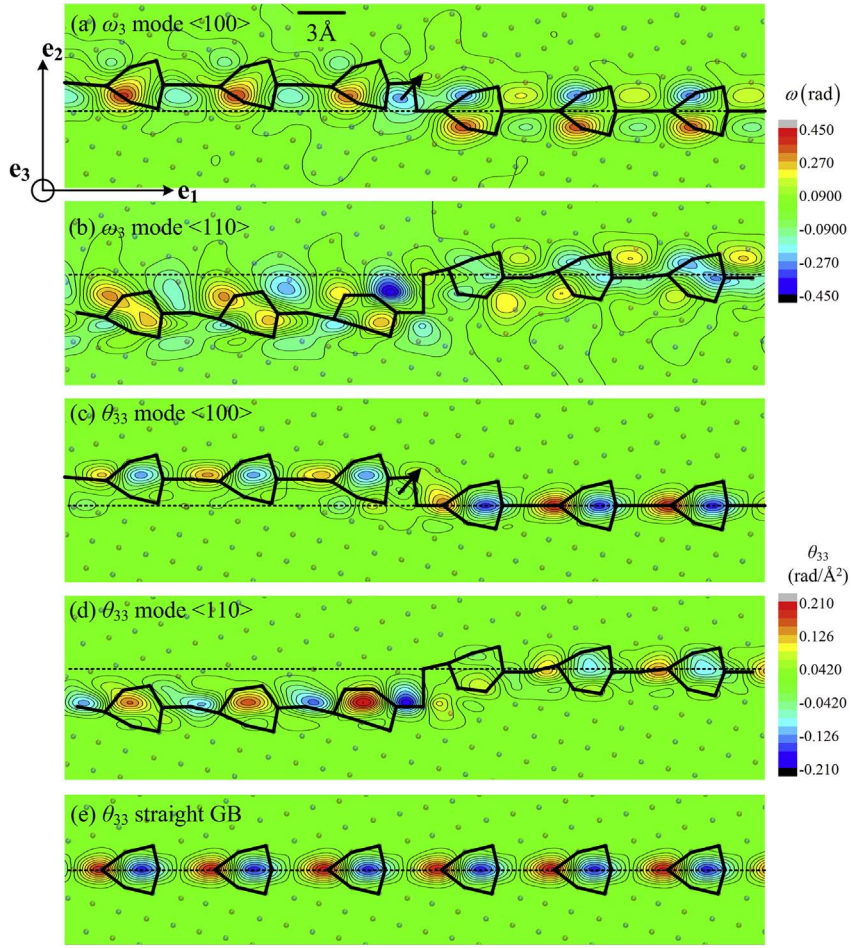 (a) ω₃ mode <100>
3Å
e₂
e₃
e₁
ω(rad)
0.450
0.270
0.0900
-0.0900
-0.270
-0.450
(b) ω₃ mode <110>
(c) θ₃₃ mode <100>
(d) θ₃₃ mode <110>
θ₃₃
(rad/Å²)
0.210
0.126
0.0420
-0.0420
-0.126
-0.210
(e) θ₃₃ straight GB